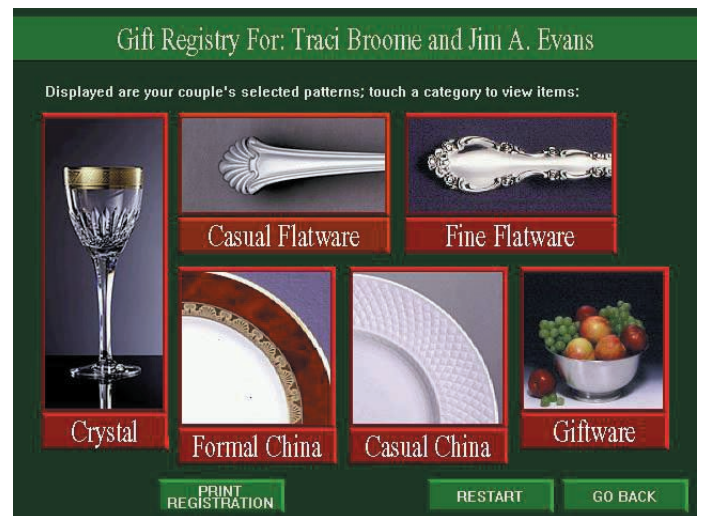 Gift Registry For: Traci Broome and Jim A. Evans
Displayed are your couple's selected patterns; touch a category to view items:
Casual Flatware
Fine Flatware
Crystal
Formal China
Casual China
Giftware
PRINT
REGISTRATION
RESTART
GO BACK